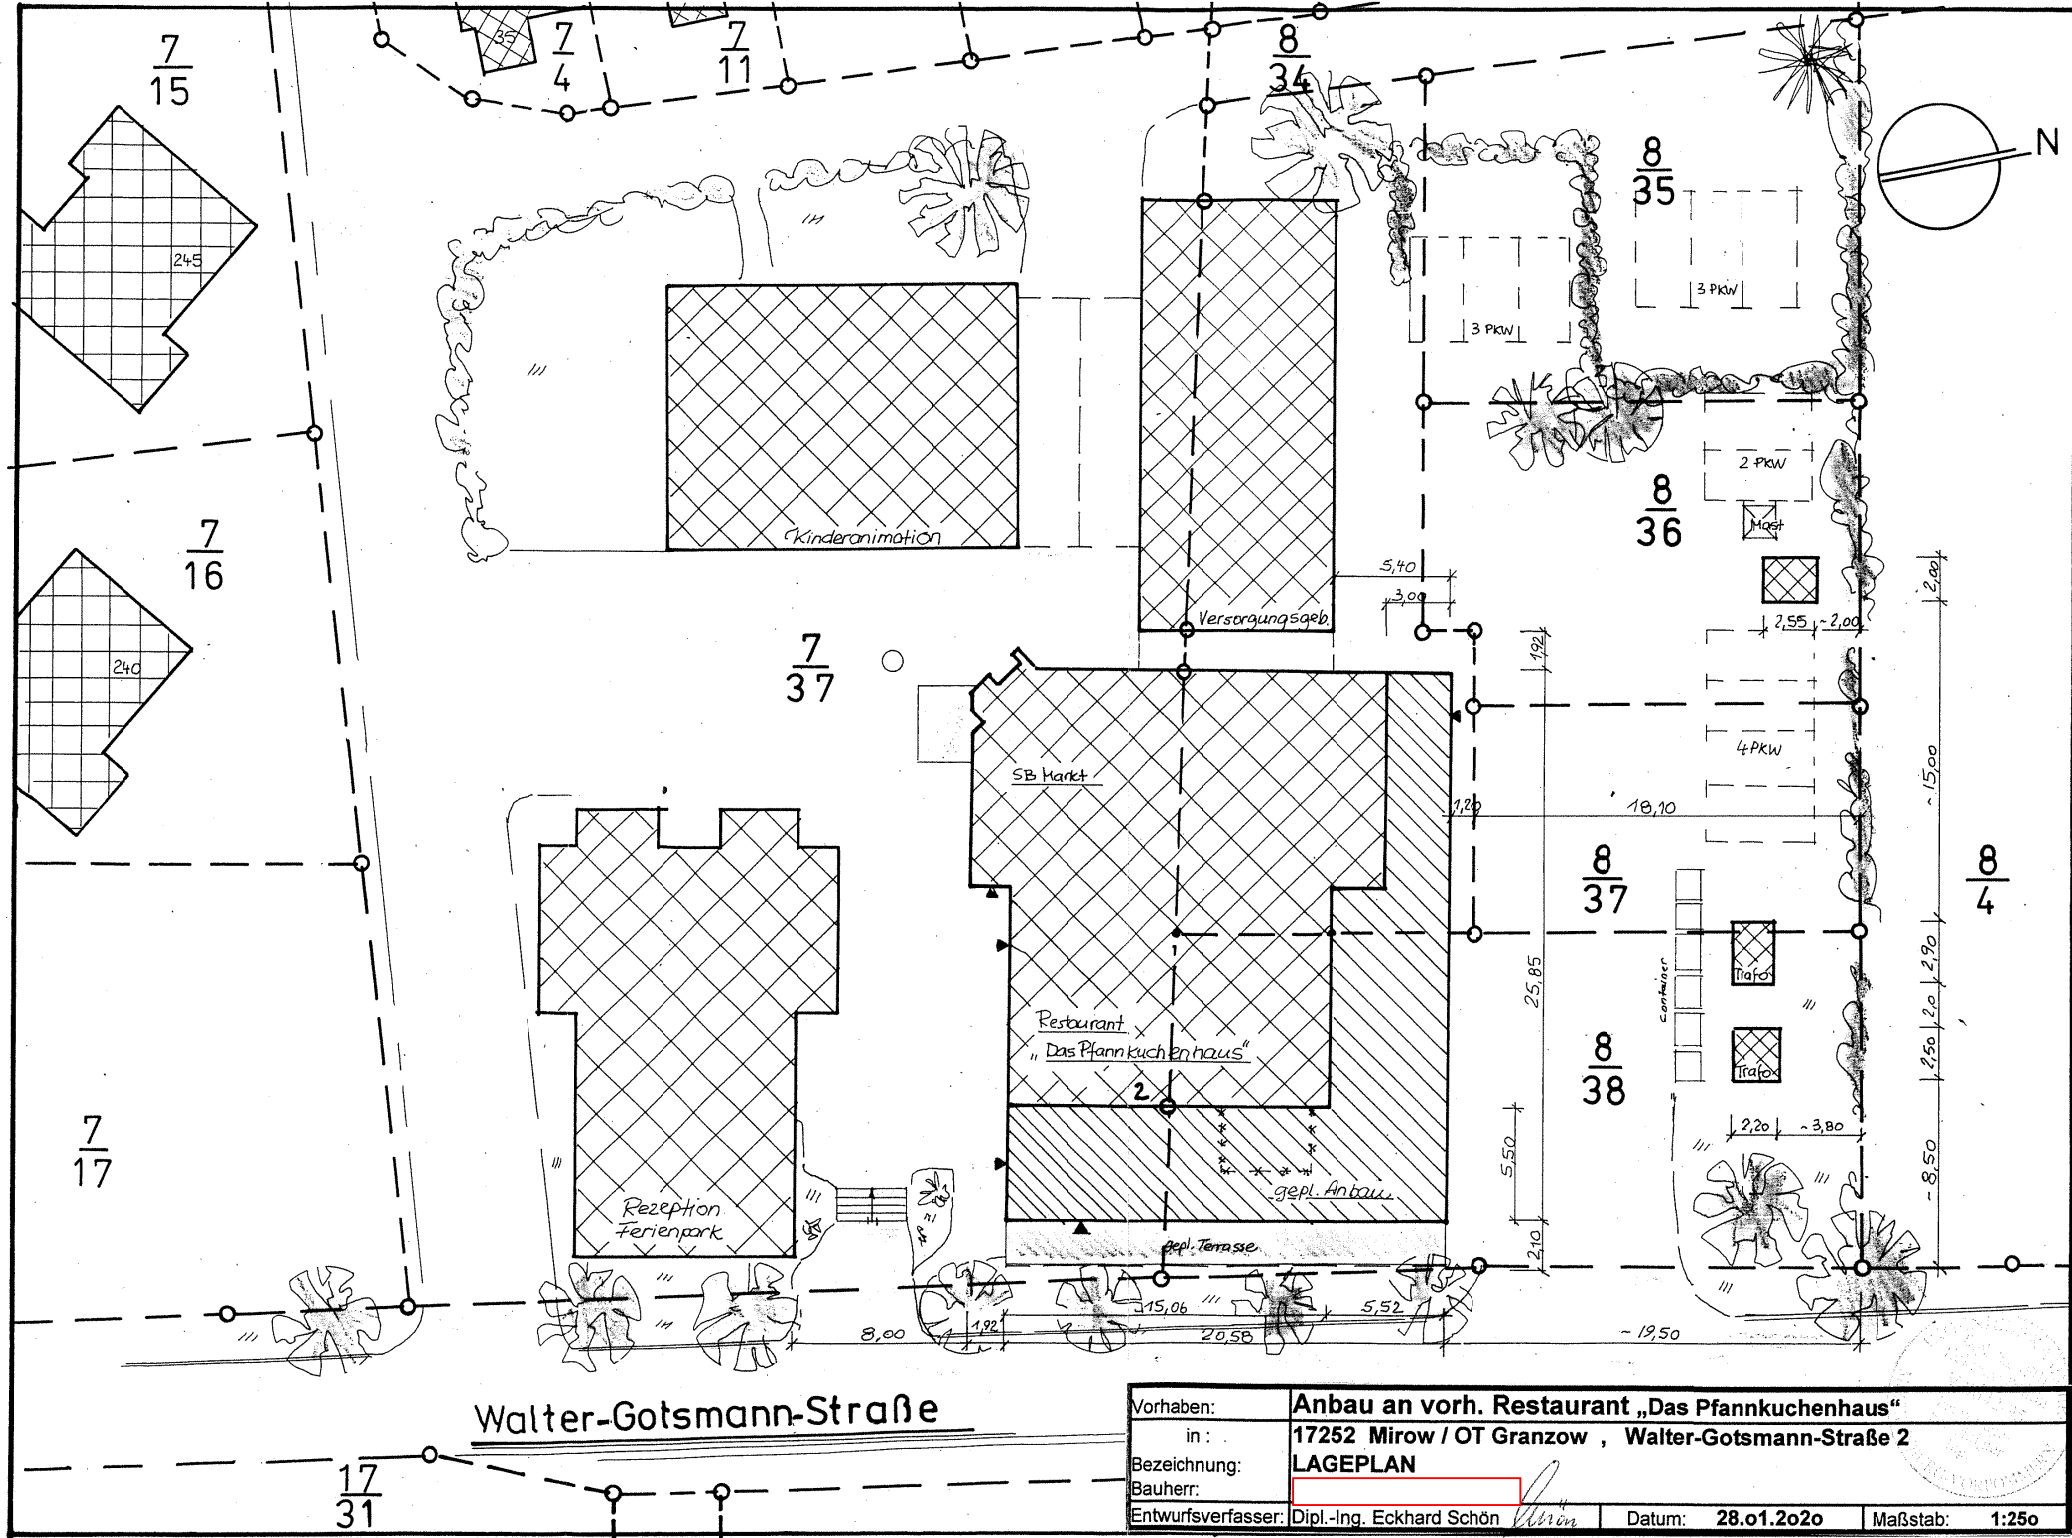 7
15
35
7
4
7
11
8
34
8
35
N
245
3 PKW
3 PKW
Kinderanimation
7
16
8
36
2 PKW
Mast
5,40
3,00
Versorgungsgeb.
2,00
2,55
~2,00
1,92
240
7
37
SB Markt
4 PKW
~15,00
1,20
18,10
8
37
8
4
2,90
Trafo
Container
25,85
2,0
Restaurant
„Das Pfannkuchenhaus“
2
8
38
2,50
Trafo
7
17
2,20
~3,80
5,50
~8,50
gepl. Anbau
Rezeption
Ferienpark
gepl. Terrasse
2,10
15,06
5,52
8,00
1,92
20,58
~19,50
Walter-Gotsmann-Straße
17
31
Vorhaben: Anbau an vorh. Restaurant „Das Pfannkuchenhaus“
in : 17252 Mirow / OT Granzow , Walter-Gotsmann-Straße 2
Bezeichnung: LAGEPLAN
Bauherr:
Entwurfsverfasser: Dipl.-Ing. Eckhard Schön Datum: 28.o1.2o2o Maßstab: 1:25o